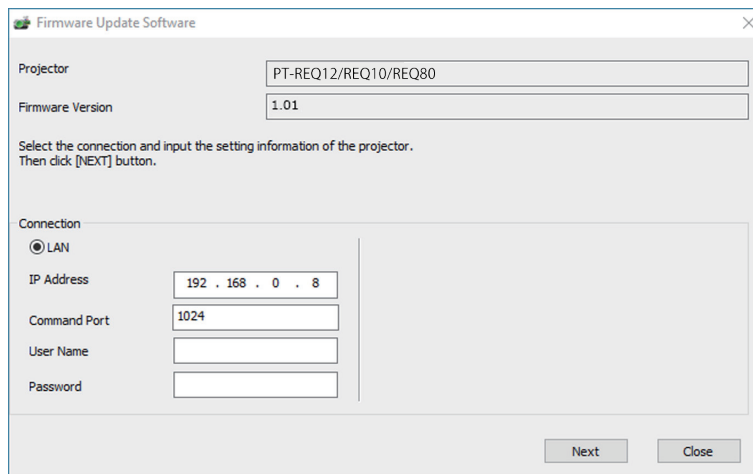 Firmware Update Software
Projector PT-REQ12/REQ10/REQ80
Firmware Version 1.01
Select the connection and input the setting information of the projector.
Then click [NEXT] button.
Connection
LAN
IP Address 192 . 168 . 0 . 8
Command Port 1024
User Name
Password
Next Close